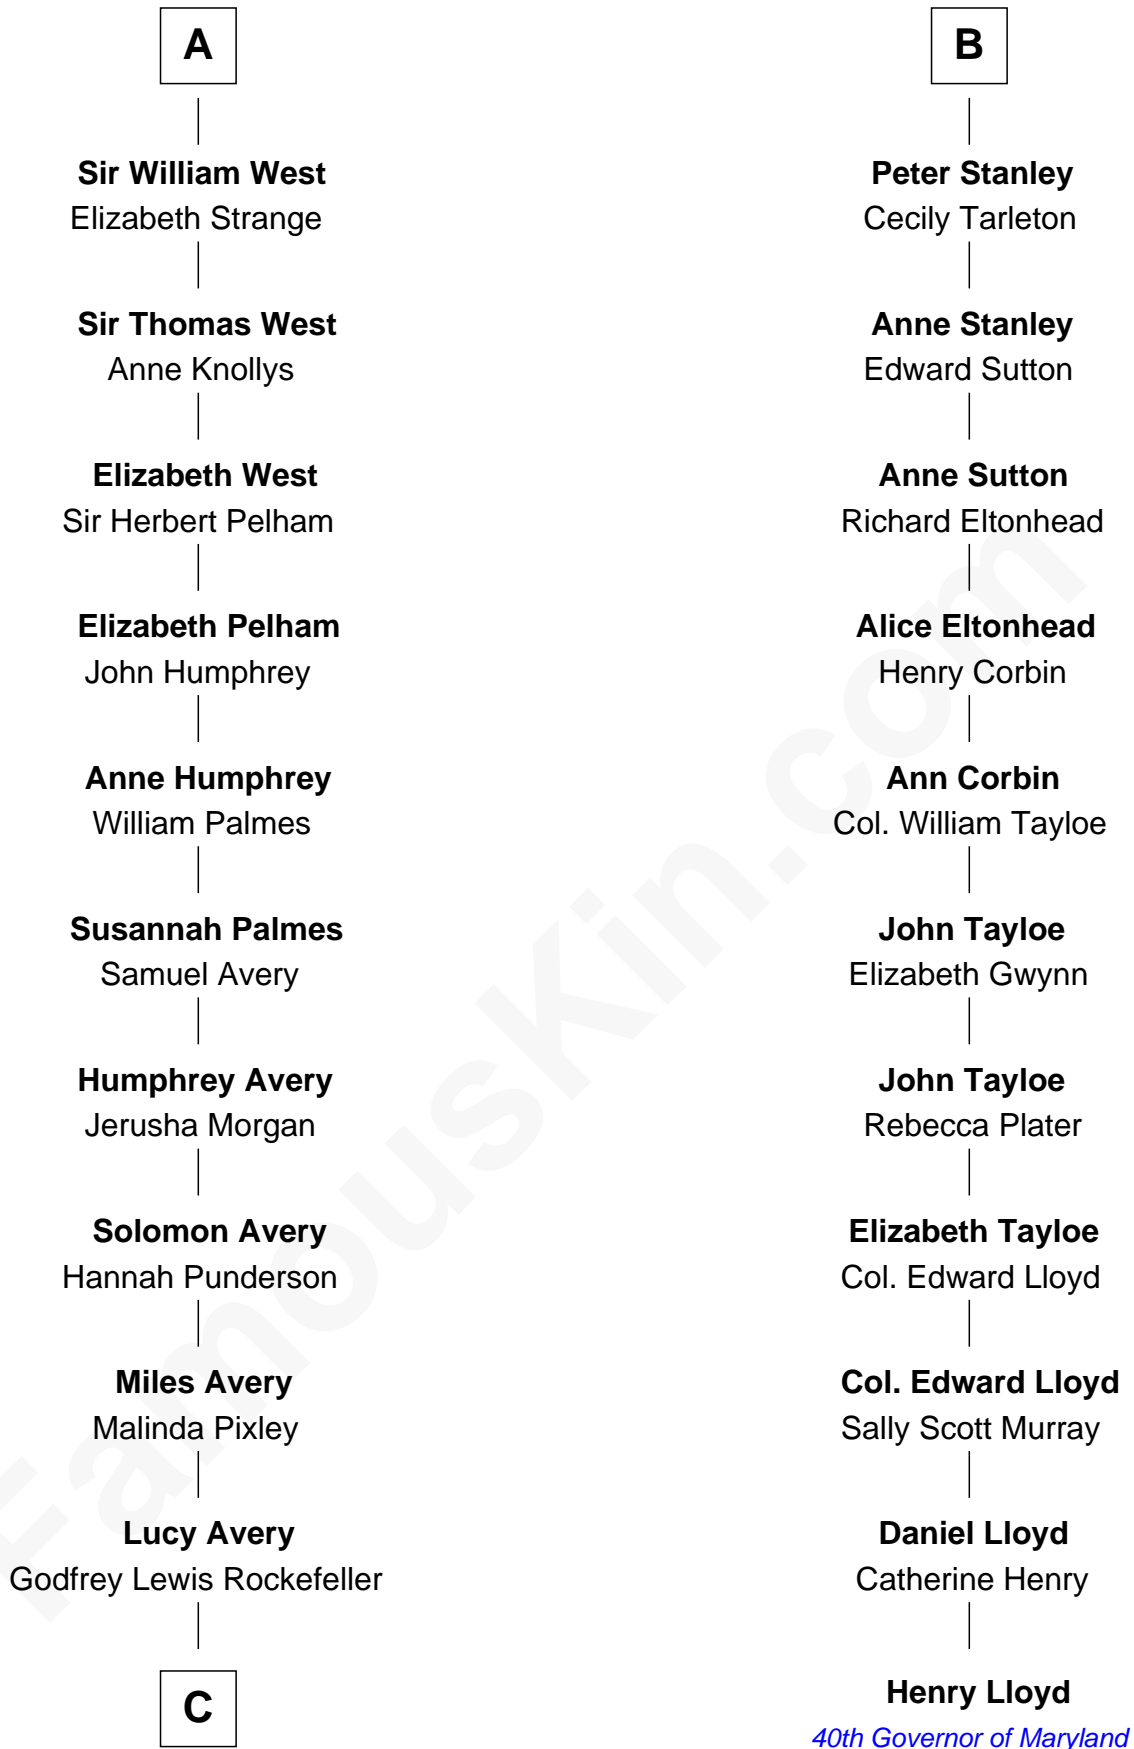 A
Sir William West
Elizabeth Strange
Sir Thomas West
Anne Knollys
Elizabeth West
Sir Herbert Pelham
Elizabeth Pelham
John Humphrey
Anne Humphrey
William Palmes
Susannah Palmes
Samuel Avery
Humphrey Avery
Jerusha Morgan
Solomon Avery
Hannah Punderson
Miles Avery
Malinda Pixley
Lucy Avery
Godfrey Lewis Rockefeller
C
B
Peter Stanley
Cecily Tarleton
Anne Stanley
Edward Sutton
Anne Sutton
Richard Eltonhead
Alice Eltonhead
Henry Corbin
Ann Corbin
Col. William Tayloe
John Tayloe
Elizabeth Gwynn
John Tayloe
Rebecca Plater
Elizabeth Tayloe
Col. Edward Lloyd
Col. Edward Lloyd
Sally Scott Murray
Daniel Lloyd
Catherine Henry
Henry Lloyd
40th Governor of Maryland
FamousKin.com